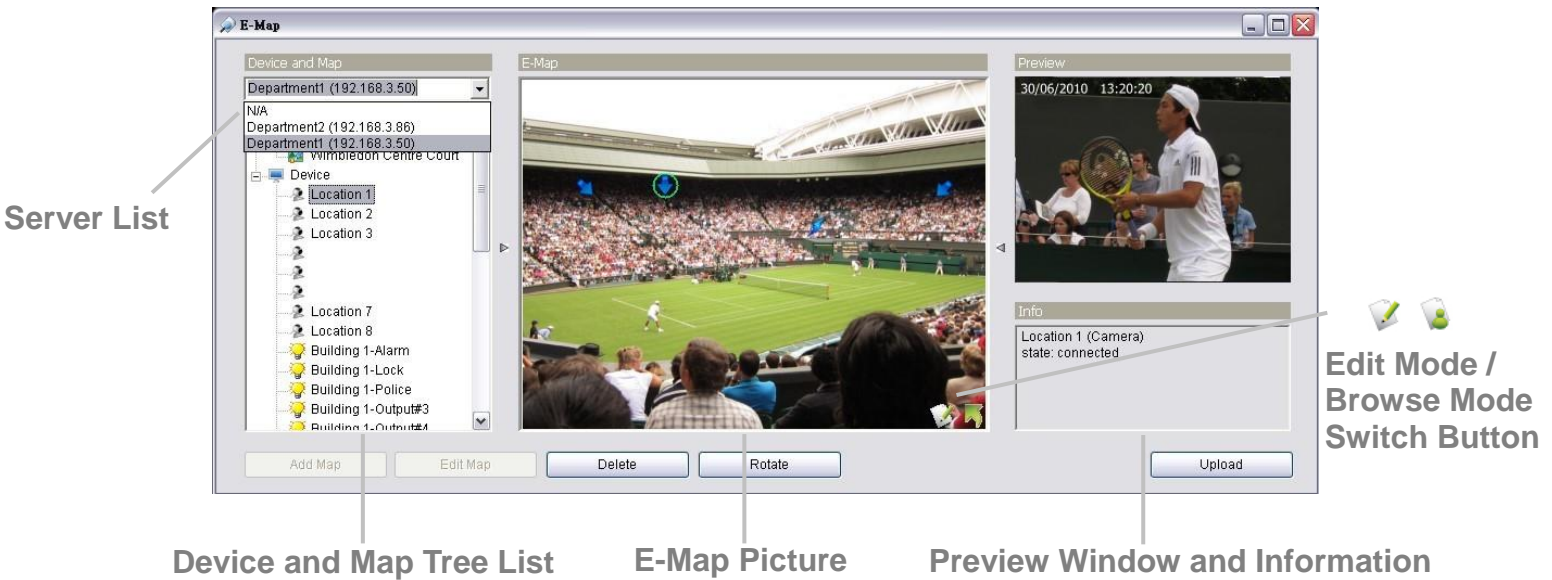 E-Map
Device and Map
Department1 (192.168.3.50)
N/A
Department2 (192.168.3.86)
Department1 (192.168.3.50)
Wimbledon Centre Court
Device
Location 1
Location 2
Location 3
Location 7
Location 8
Building 1-Alarm
Building 1-Lock
Building 1-Police
Building 1-Output#3
Building 1-Output#4
E-Map
Preview
30/06/2010 13:20:20
Info
Location 1 (Camera)
state: connected
Add Map
Edit Map
Delete
Rotate
Upload
Server List
Edit Mode /
Browse Mode
Switch Button
Device and Map Tree List
E-Map Picture
Preview Window and Information